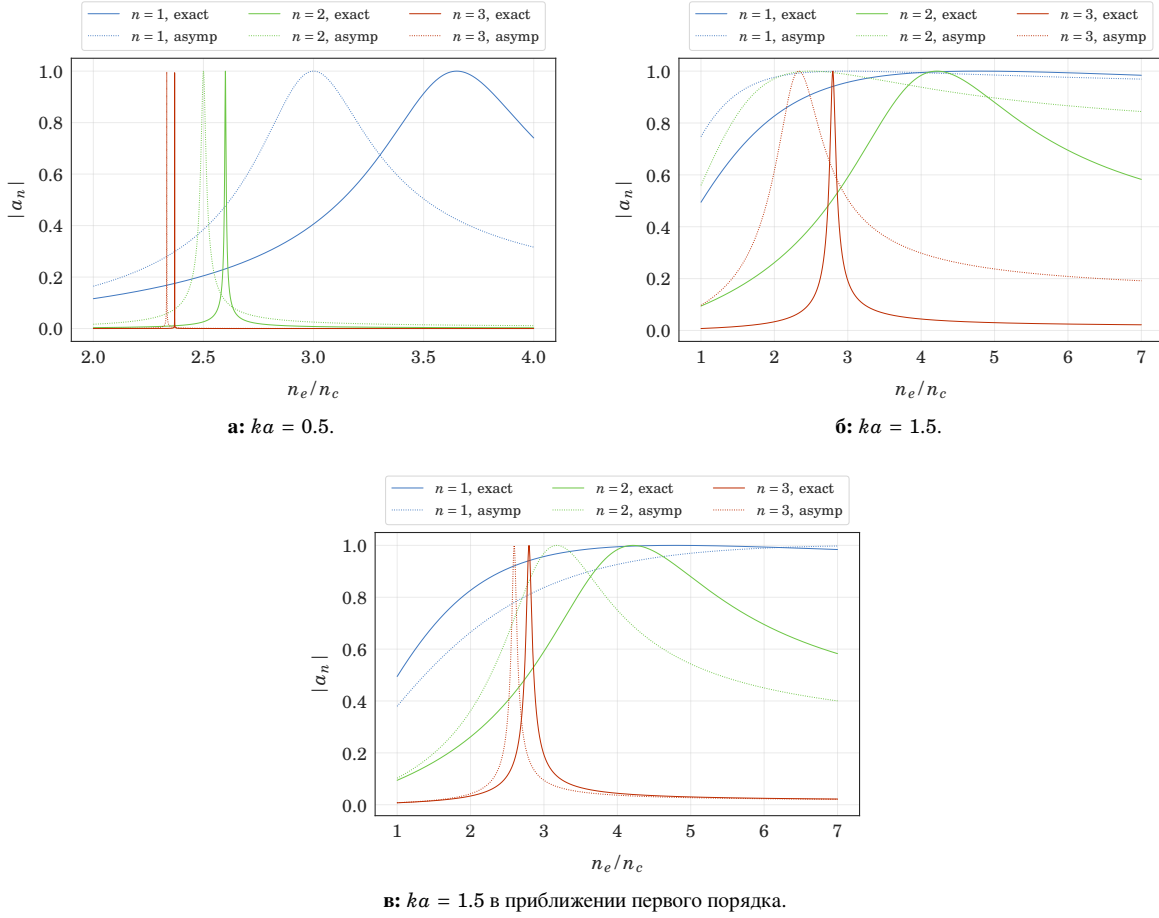 n = 1, exact n = 2, exact n = 3, exact
n = 1, asymp n = 2, asymp n = 3, asymp
1.0
0.8
0.6
0.4
0.2
0.0
|a_n|
2.0 2.5 3.0 3.5 4.0
n_e/n_c
а: ka = 0.5.
n = 1, exact n = 2, exact n = 3, exact
n = 1, asymp n = 2, asymp n = 3, asymp
1.0
0.8
0.6
0.4
0.2
0.0
|a_n|
1 2 3 4 5 6 7
n_e/n_c
б: ka = 1.5.
n = 1, exact n = 2, exact n = 3, exact
n = 1, asymp n = 2, asymp n = 3, asymp
1.0
0.8
0.6
0.4
0.2
0.0
|a_n|
1 2 3 4 5 6 7
n_e/n_c
в: ka = 1.5 в приближении первого порядка.